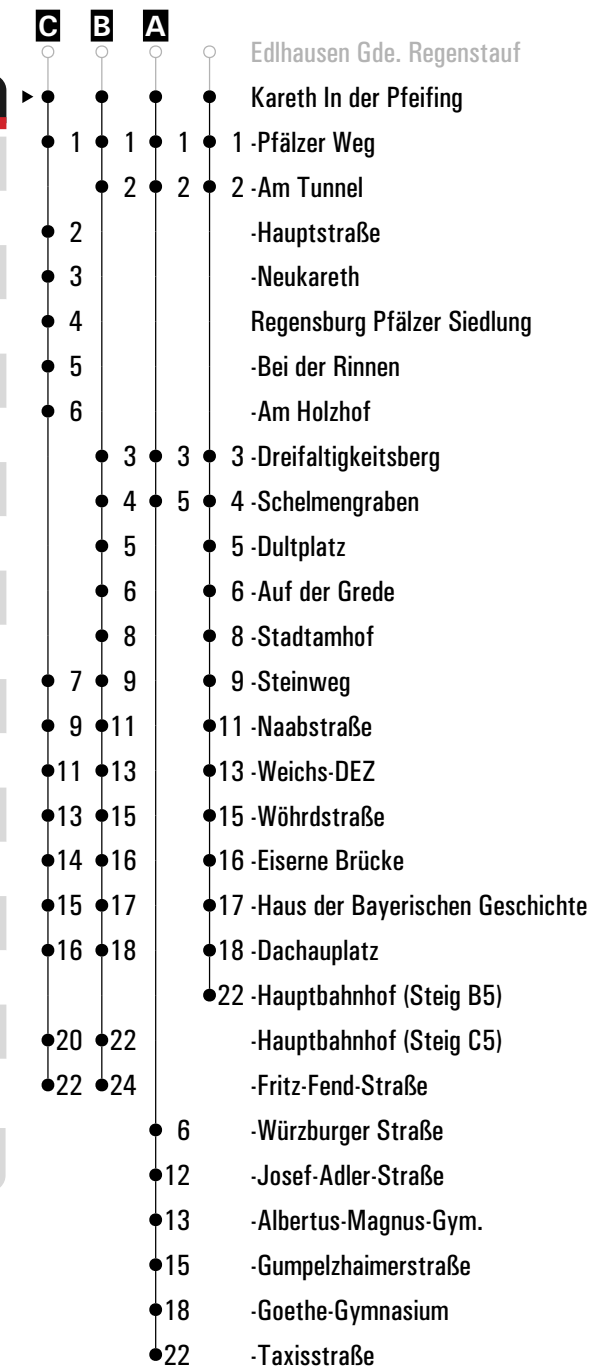 C B A
Edlhausen Gde. Regenstauf
Kareth In der Pfeifing
1 1 1 1 -Pfälzer Weg
2 2 2 -Am Tunnel
2 -Hauptstraße
3 -Neukareth
4 Regensburg Pfälzer Siedlung
5 -Bei der Rinnen
6 -Am Holzhof
3 3 3 -Dreifaltigkeitsberg
4 5 4 -Schelmengraben
5 5 -Dultplatz
6 6 -Auf der Grede
8 8 -Stadtamhof
7 9 9 -Steinweg
9 11 11 -Naabstraße
11 13 13 -Weichs-DEZ
13 15 15 -Wöhrdstraße
14 16 16 -Eiserne Brücke
15 17 17 -Haus der Bayerischen Geschichte
16 18 18 -Dachauplatz
22 -Hauptbahnhof (Steig B5)
20 22 -Hauptbahnhof (Steig C5)
22 24 -Fritz-Fend-Straße
6 -Würzburger Straße
12 -Josef-Adler-Straße
13 -Albertus-Magnus-Gym.
15 -Gumpelzhaimerstraße
18 -Goethe-Gymnasium
22 -Taxisstraße